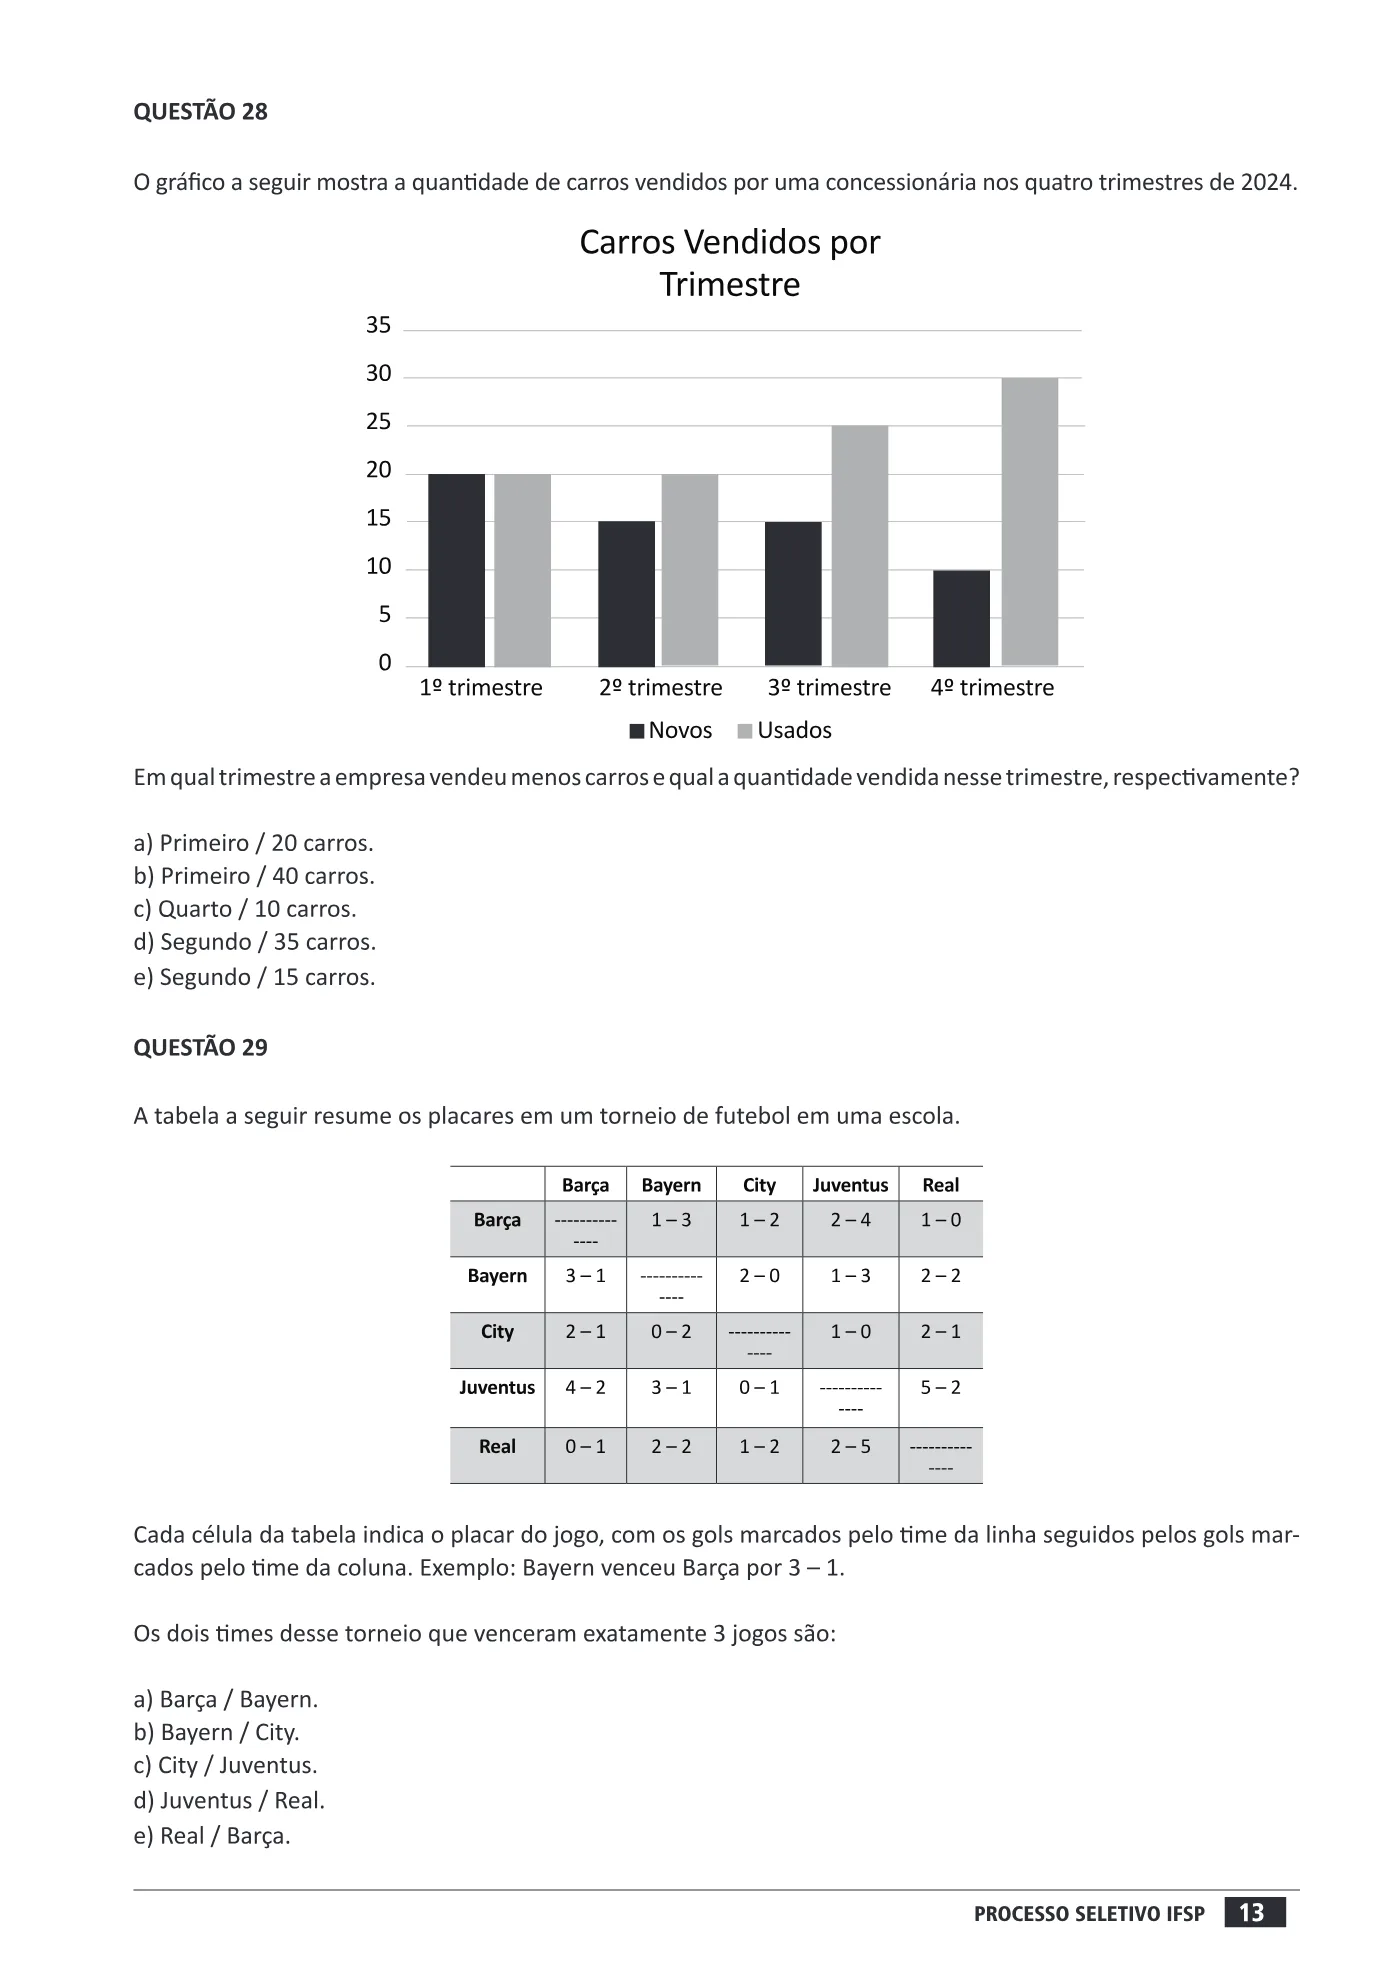 QUESTÃO 28
O gráfico a seguir mostra a quantidade de carros vendidos por uma concessionária nos quatro trimestres de 2024.
Carros Vendidos por
Trimestre
35
30
25
20
15
10
5
0
1º trimestre 2º trimestre 3º trimestre 4º trimestre
Novos Usados
Em qual trimestre a empresa vendeu menos carros e qual a quantidade vendida nesse trimestre, respectivamente?
a) Primeiro / 20 carros.
b) Primeiro / 40 carros.
c) Quarto / 10 carros.
d) Segundo / 35 carros.
e) Segundo / 15 carros.
QUESTÃO 29
A tabela a seguir resume os placares em um torneio de futebol em uma escola.
Barça Bayern City Juventus Real
Barça ---------- 1 – 3 1 – 2 2 – 4 1 – 0
----
Bayern 3 – 1 ---------- 2 – 0 1 – 3 2 – 2
----
City 2 – 1 0 – 2 ---------- 1 – 0 2 – 1
----
Juventus 4 – 2 3 – 1 0 – 1 ---------- 5 – 2
----
Real 0 – 1 2 – 2 1 – 2 2 – 5 ----------
----
Cada célula da tabela indica o placar do jogo, com os gols marcados pelo time da linha seguidos pelos gols mar-
cados pelo time da coluna. Exemplo: Bayern venceu Barça por 3 – 1.
Os dois times desse torneio que venceram exatamente 3 jogos são:
a) Barça / Bayern.
b) Bayern / City.
c) City / Juventus.
d) Juventus / Real.
e) Real / Barça.
PROCESSO SELETIVO IFSP 13